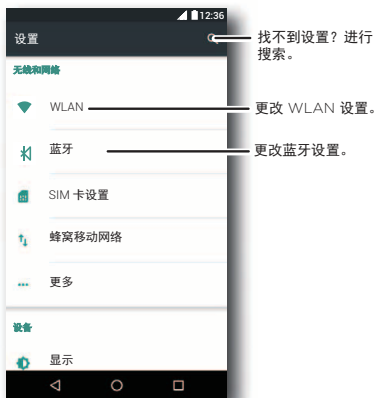 12:36
设置
找不到设置？进行
搜索。
无线和网络
WLAN
更改 WLAN 设置。
蓝牙
更改蓝牙设置。
SIM 卡设置
蜂窝移动网络
更多
设备
显示